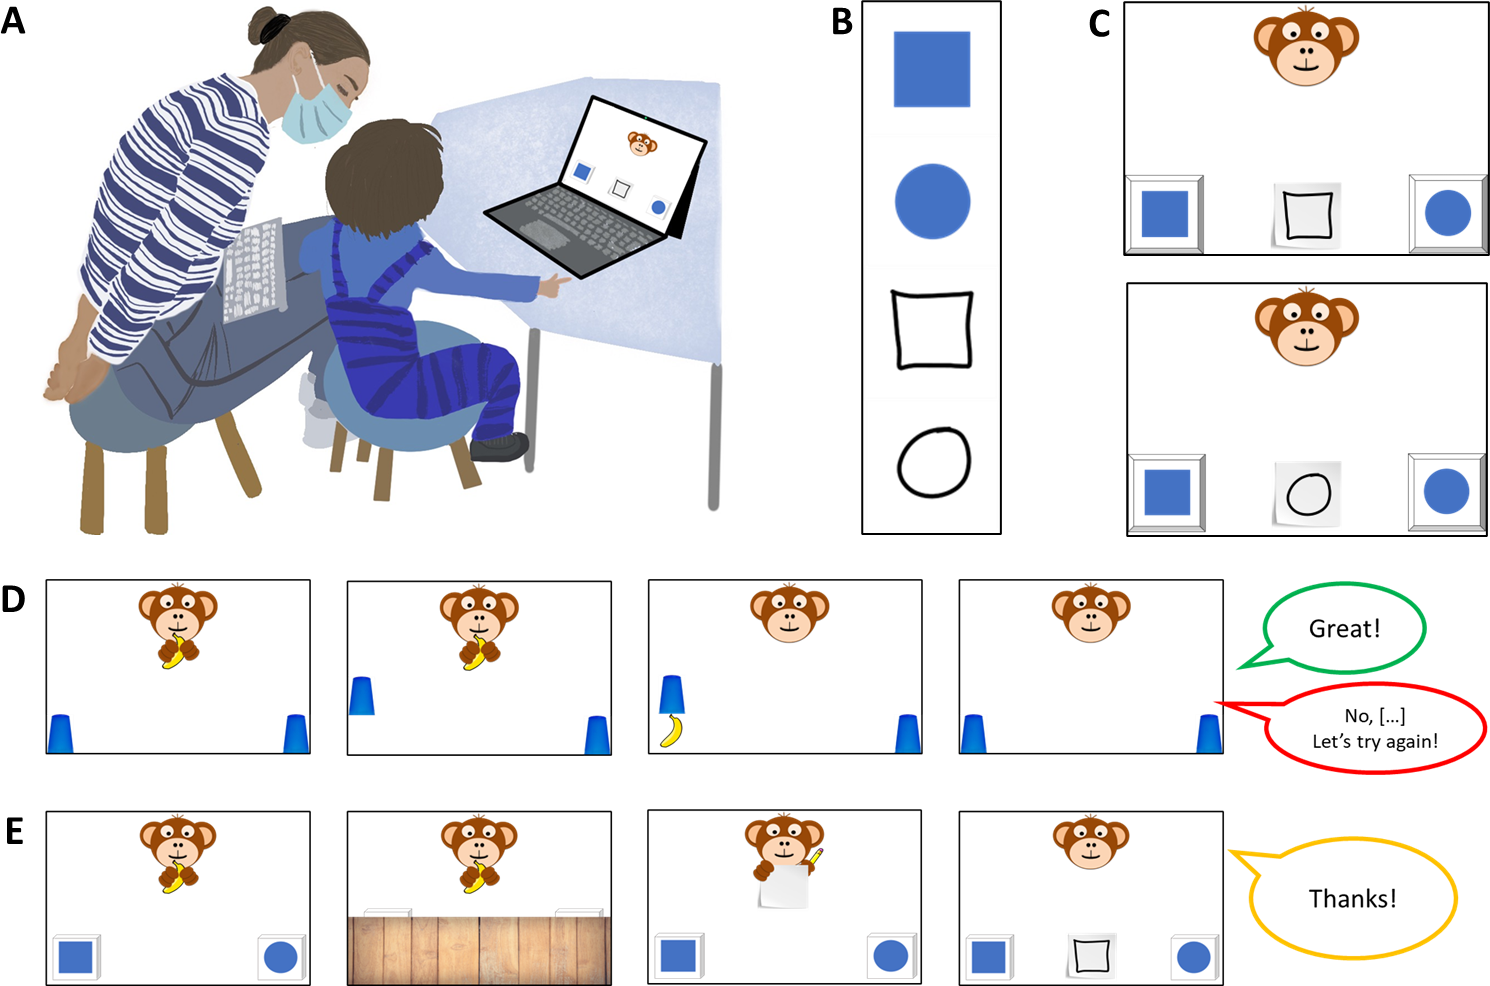 A
B
C
D
Great!
No, [...]
Let's try again!
E
Thanks!